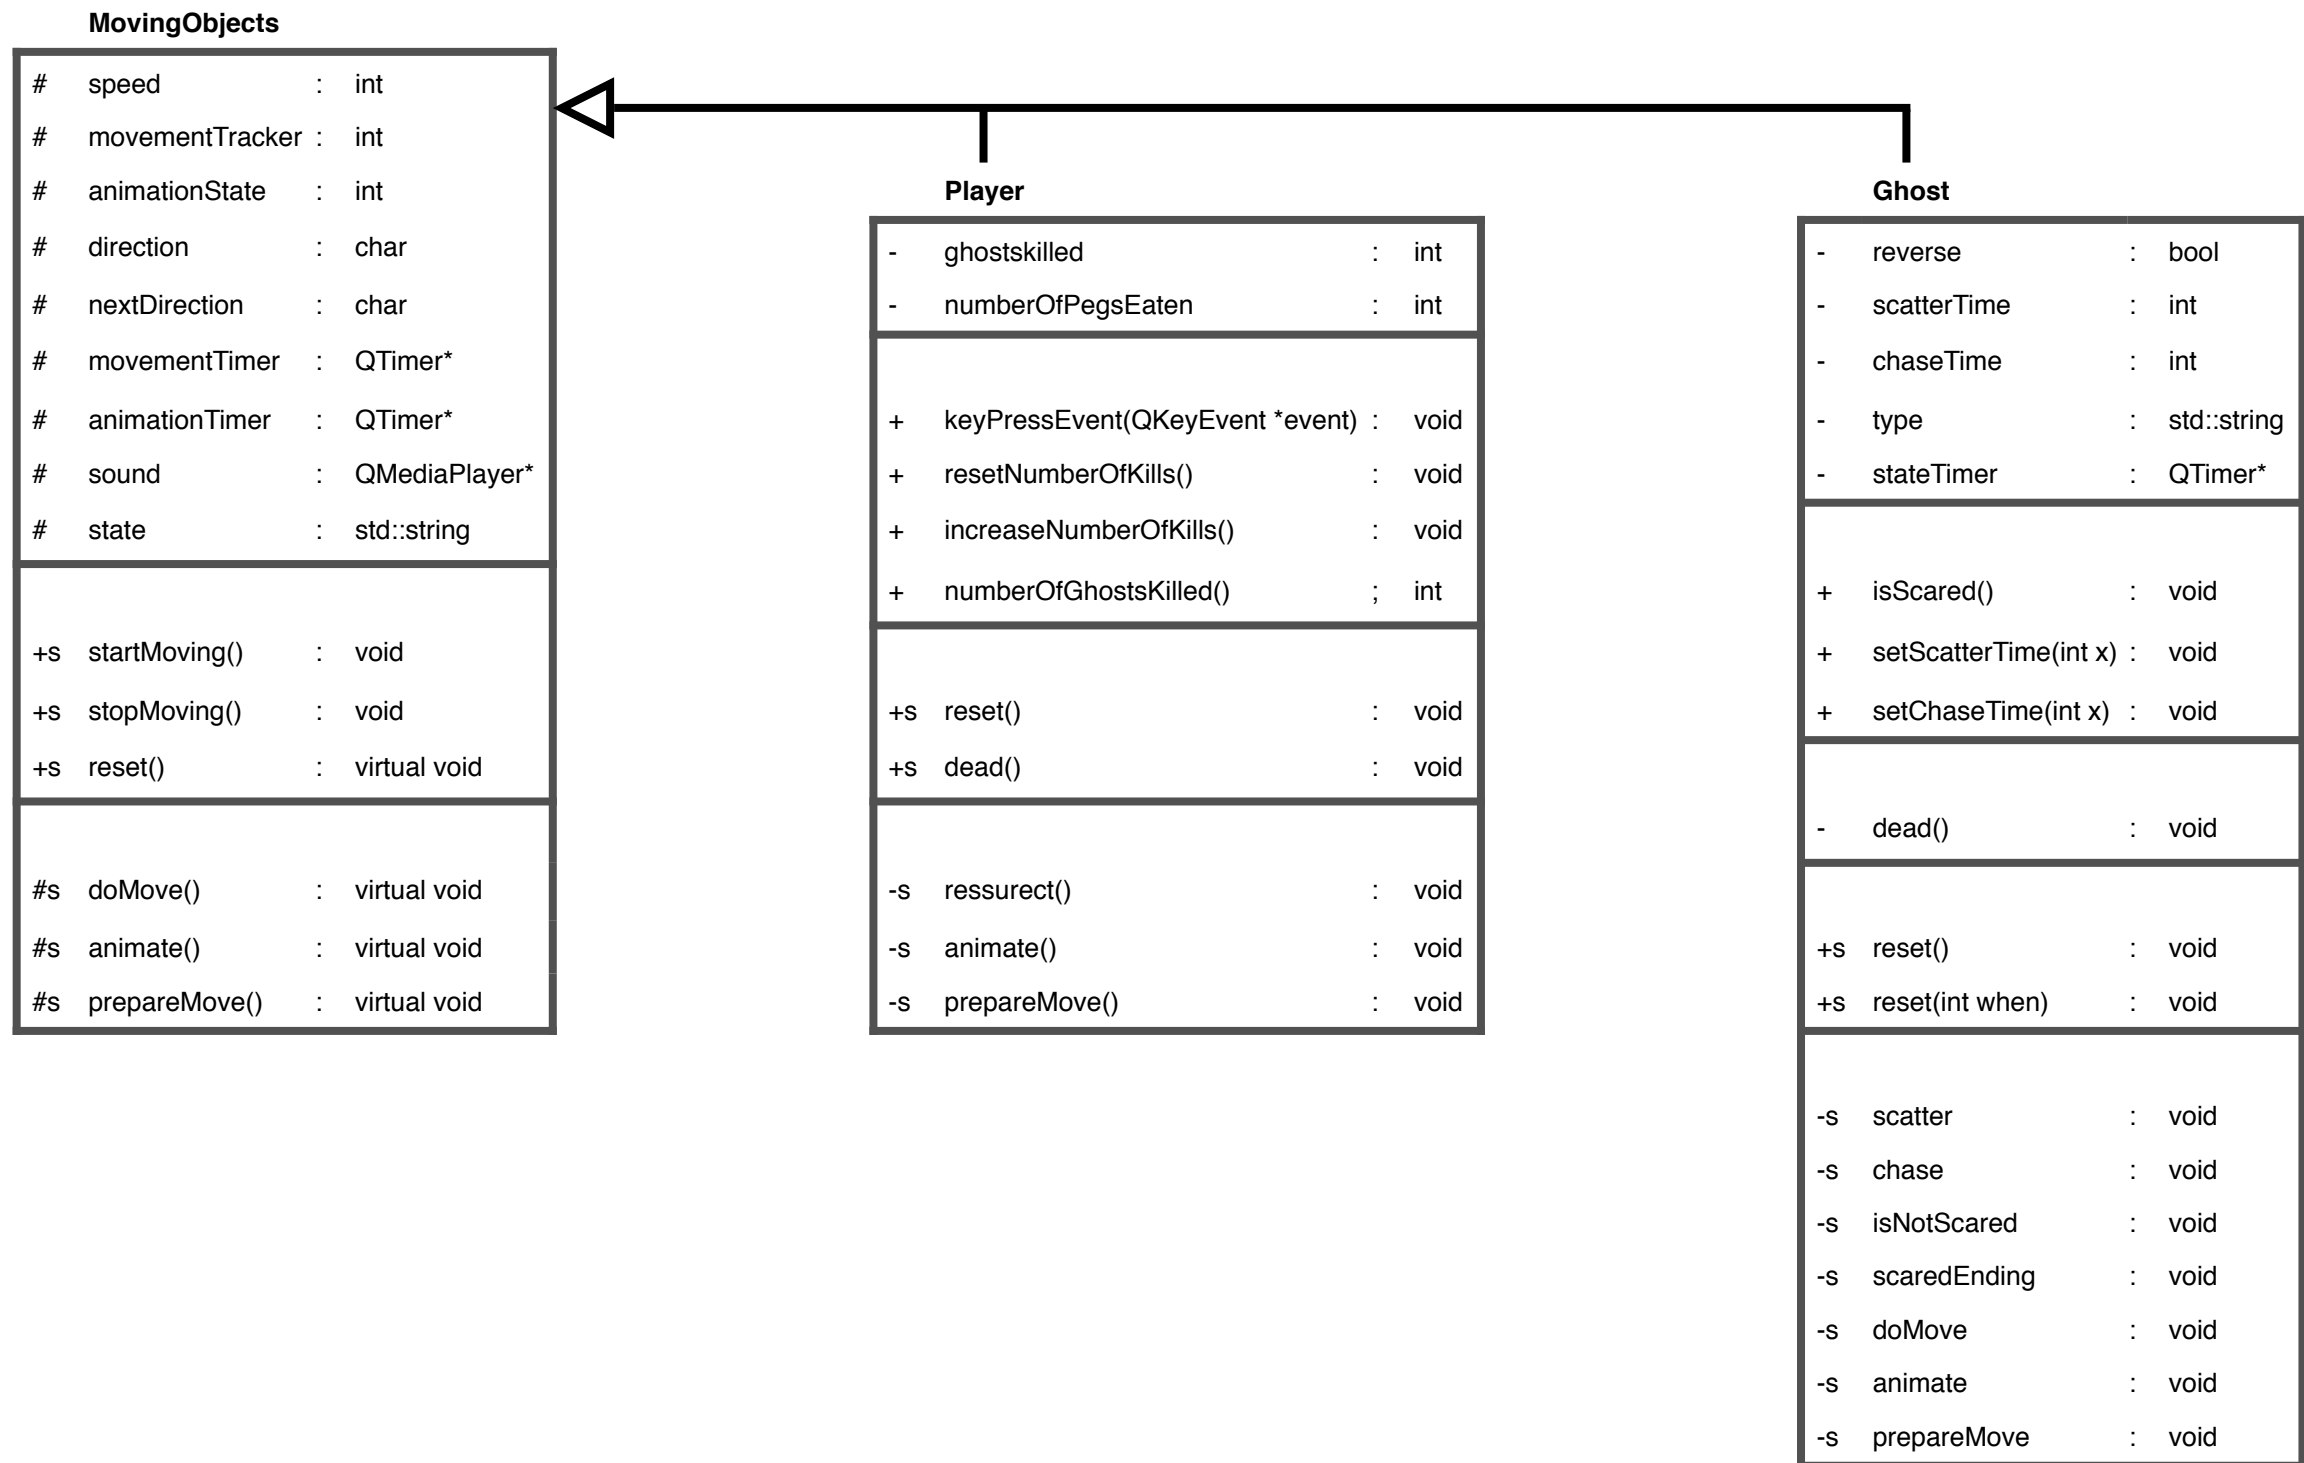 MovingObjects
# speed : int
# movementTracker : int
# animationState : int
# direction : char
# nextDirection : char
# movementTimer : QTimer*
# animationTimer : QTimer*
# sound : QMediaPlayer*
# state : std::string
+s startMoving() : void
+s stopMoving() : void
+s reset() : virtual void
#s doMove() : virtual void
#s animate() : virtual void
#s prepareMove() : virtual void
Player
- ghostskilled : int
- numberOfPegsEaten : int
+ keyPressEvent(QKeyEvent *event) : void
+ resetNumberOfKills() : void
+ increaseNumberOfKills() : void
+ numberOfGhostsKilled() ; int
+s reset() : void
+s dead() : void
-s ressurect() : void
-s animate() : void
-s prepareMove() : void
Ghost
- reverse : bool
- scatterTime : int
- chaseTime : int
- type : std::string
- stateTimer : QTimer*
+ isScared() : void
+ setScatterTime(int x) : void
+ setChaseTime(int x) : void
- dead() : void
+s reset() : void
+s reset(int when) : void
-s scatter : void
-s chase : void
-s isNotScared : void
-s scaredEnding : void
-s doMove : void
-s animate : void
-s prepareMove : void